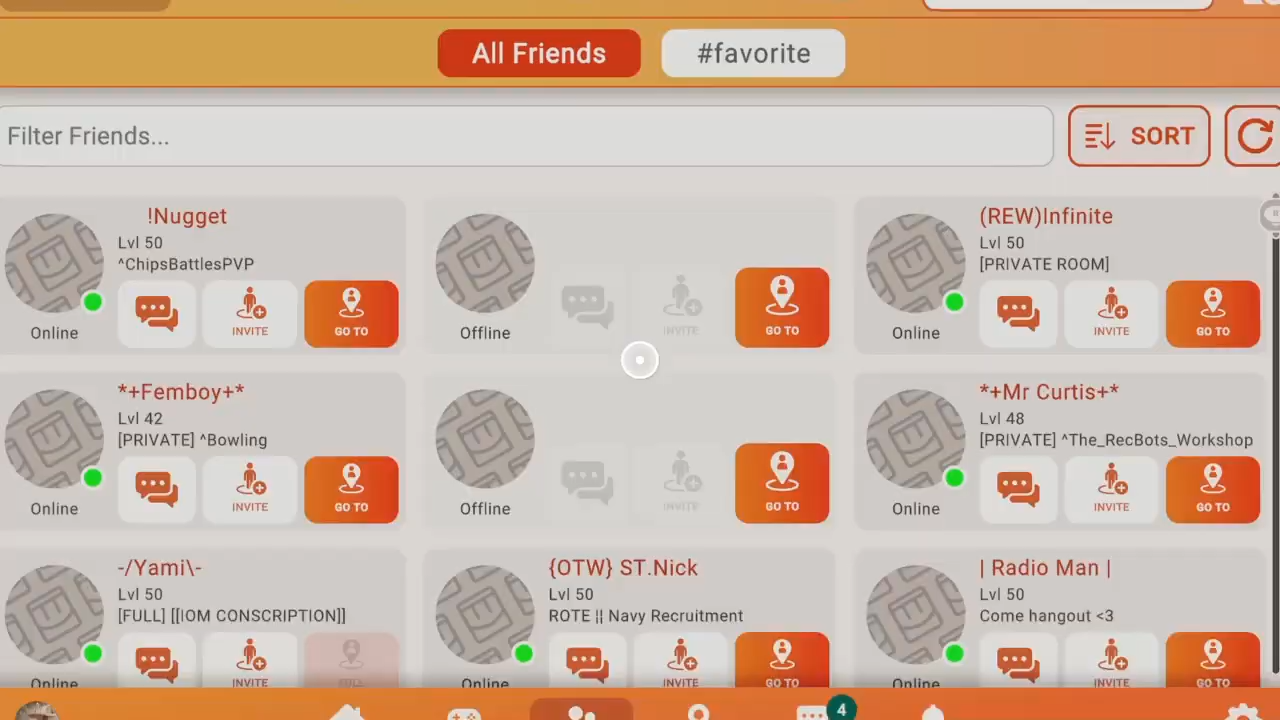 All Friends
#favorite
Filter Friends...
SORT
!Nugget
Lvl 50
^ChipsBattlesPVP
Online
INVITE
GO TO
Offline
INVITE
GO TO
(REW)Infinite
Lvl 50
[PRIVATE ROOM]
Online
INVITE
GO TO
*+Femboy+*
Lvl 42
[PRIVATE] ^Bowling
Online
INVITE
GO TO
Offline
INVITE
GO TO
*+Mr Curtis+*
Lvl 48
[PRIVATE] ^The_RecBots_Workshop
Online
INVITE
GO TO
-/Yami\-
Lvl 50
[FULL] [[IOM CONSCRIPTION]]
Online
INVITE
FULL
{OTW} ST.Nick
Lvl 50
ROTE ¦¦ Navy Recruitment
Online
INVITE
GO TO
| Radio Man |
Lvl 50
Come hangout <3
Online
INVITE
GO TO
4